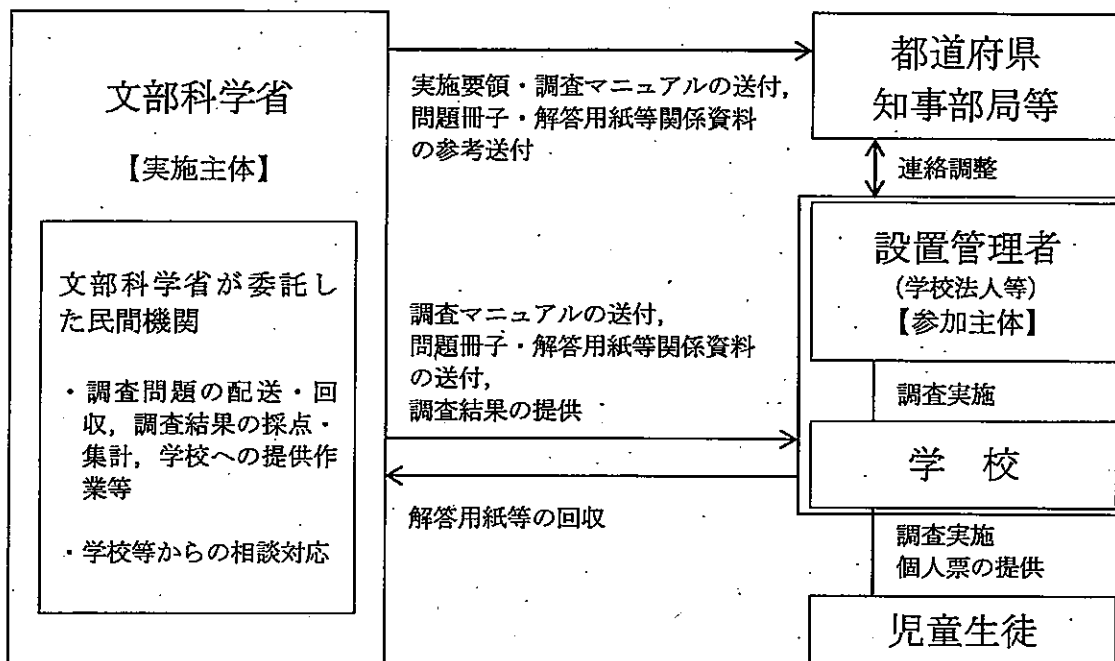 文部科学省
【実施主体】
文部科学省が委託し
た民間機関
・調査問題の配送・回
収，調査結果の採点・
集計，学校への提供作
業等
・学校等からの相談対応
実施要領・調査マニュアルの送付，
問題冊子・解答用紙等関係資料
の参考送付
調査マニュアルの送付，
問題冊子・解答用紙等関係資料
の送付，
調査結果の提供
解答用紙等の回収
都道府県
知事部局等
連絡調整
設置管理者
（学校法人等）
【参加主体】
調査実施
学　校
調査実施
個人票の提供
児童生徒